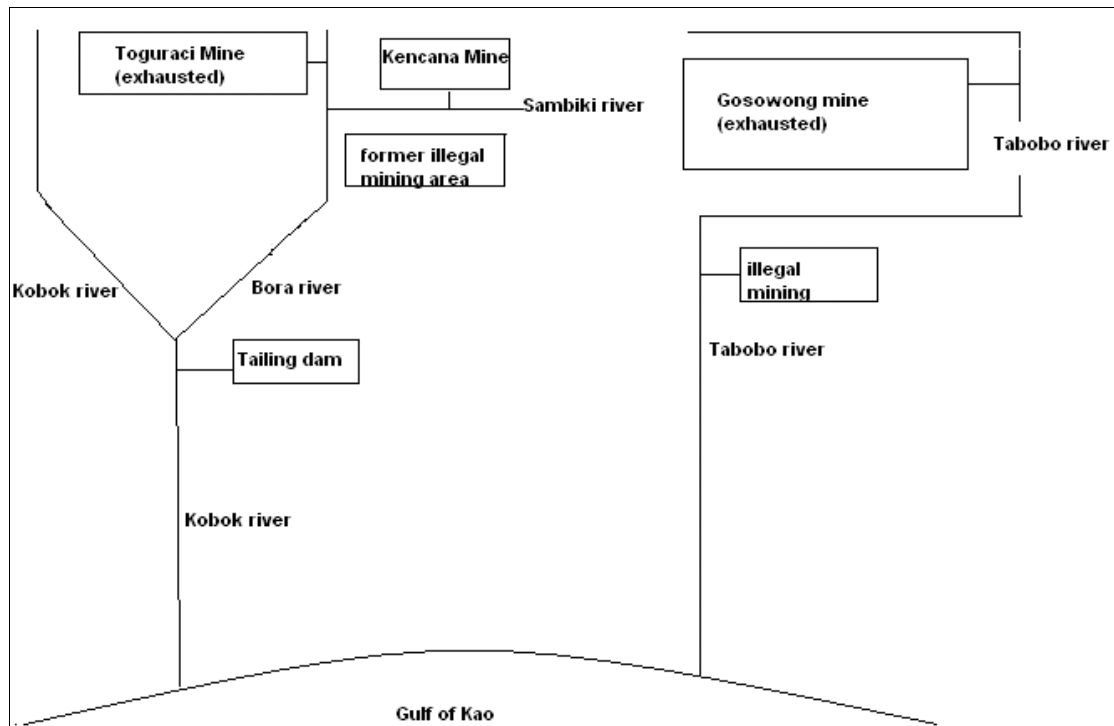 Toguraci Mine
(exhausted)
Kencana Mine
Sambiki river
former illegal
mining area
Gosowong mine
(exhausted)
Tabobo river
Kobok river
Bora river
illegal
mining
Tailing dam
Tabobo river
Kobok river
Gulf of Kao